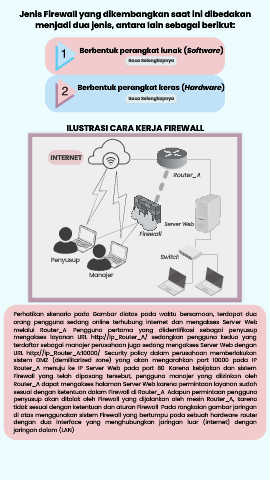 Jenis Firewall yang dikembangkan saat ini dibedakan
menjadi dua jenis, antara lain sebagai berikut:
1
Berbentuk perangkat lunak (Software)
Baca Selengkapnya
2
Berbentuk perangkat keras (Hardware)
Baca Selengkapnya
ILUSTRASI CARA KERJA FIREWALL
INTERNET
Router_A
Firewall
Server Web
Switch
Penyusup
Manajer
Perhatikan skenario pada Gambar diatas pada waktu bersamaan, terdapat dua
orang pengguna sedang online terhubung internet dan mengakses Server Web
melalui Router_A Pengguna pertama yang diidentifikasi sebagai penyusup
mengakses layanan URL http//ip_Router_A/ sedangkan pengguna kedua yang
terdaftar sebagai manajer perusahaan juga sedang mengakses Server Web dengan
URL http//ip_Router_A:10000/ Security policy dalam perusahaan memberlakukan
sistem DMZ (demilitarised zone) yang akan mengarahkan port 10000 pada IP
Router_A menuju ke IP Server Web pada port 80 Karena kebijakan dan sistem
Firewall yang telah dipasang tersebut, pengguna manajer yang diizinkan oleh
Router_A dapat mengakses halaman Server Web karena permintaan layanan sudah
sesuai dengan ketentuan dalam Firewall di Router_A Adapun permintaan pengguna
penyusup akan ditolak oleh Firewall yang dijalankan oleh mesin Router_A, karena
tidak sesuai dengan ketentuan dan aturan Firewall Pada rangkaian gambar jaringan
di atas menggunakan sistem Firewall yang bertumpu pada sebuah hardware router
dengan dua interface yang menghubungkan jaringan luar (internet) dengan
jaringan dalam (LAN)